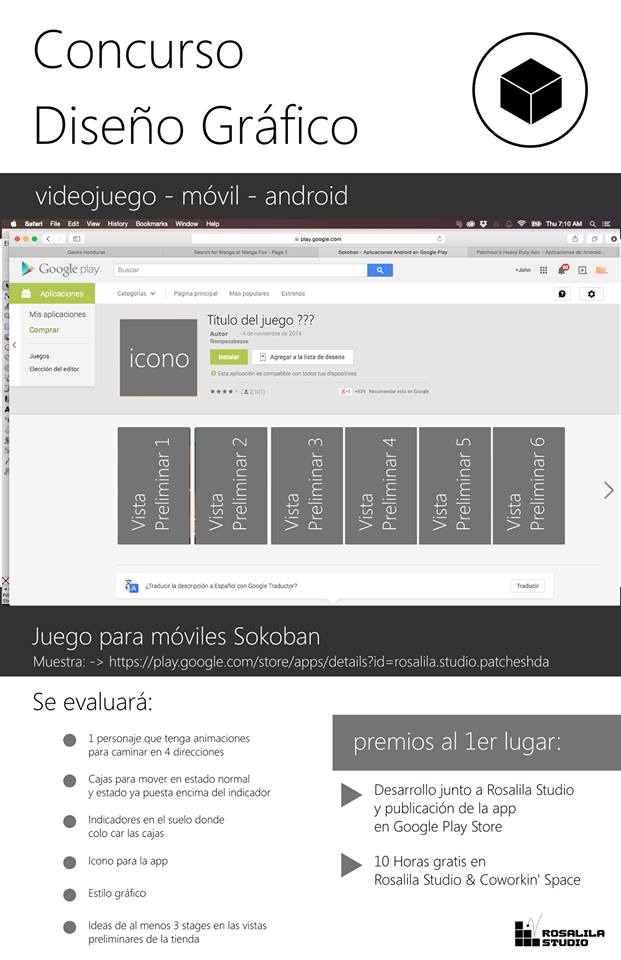 Concurso
Diseño Gráfico
videojuego - móvil - android
Safari File Edit View History Bookmarks Window Help
Thu 7:10 AM
play.google.com
Geeks Honduras
Search for Manga at Manga Fox - Page 1
Sokoban - Aplicaciones Android en Google Play
Patchouli's Heavy Duty Adv - Aplicaciones de Android...
Google play
Buscar
+John
Aplicaciones
Categorías
Página principal
Más populares
Estrenos
Mis aplicaciones
Comprar
Juegos
Elección del editor
icono
Título del juego ???
Autor - 4 de noviembre de 2014
Rompecabezas
Instalar
Agregar a la lista de deseos
Esta aplicación es compatible con todos tus dispositivos.
(2,101)
g+1 +939 Recomendar esto en Google
Vista
Preliminar 1
Vista
Preliminar 2
Vista
Preliminar 3
Vista
Preliminar 4
Vista
Preliminar 5
Vista
Preliminar 6
¿Traducir la descripción a Español con Google Traductor?
Traducir
Juego para móviles Sokoban
Muestra: -> https://play.google.com/store/apps/details?id=rosalila.studio.patcheshda
Se evaluará:
1 personaje que tenga animaciones
para caminar en 4 direcciones
Cajas para mover en estado normal
y estado ya puesta encima del indicador
Indicadores en el suelo donde
colo car las cajas
Icono para la app
Estilo gráfico
Ideas de al menos 3 stages en las vistas
preliminares de la tienda
premios al 1er lugar:
Desarrollo junto a Rosalila Studio
y publicación de la app
en Google Play Store
10 Horas gratis en
Rosalila Studio & Coworkin' Space
ROSALILA
STUDIO